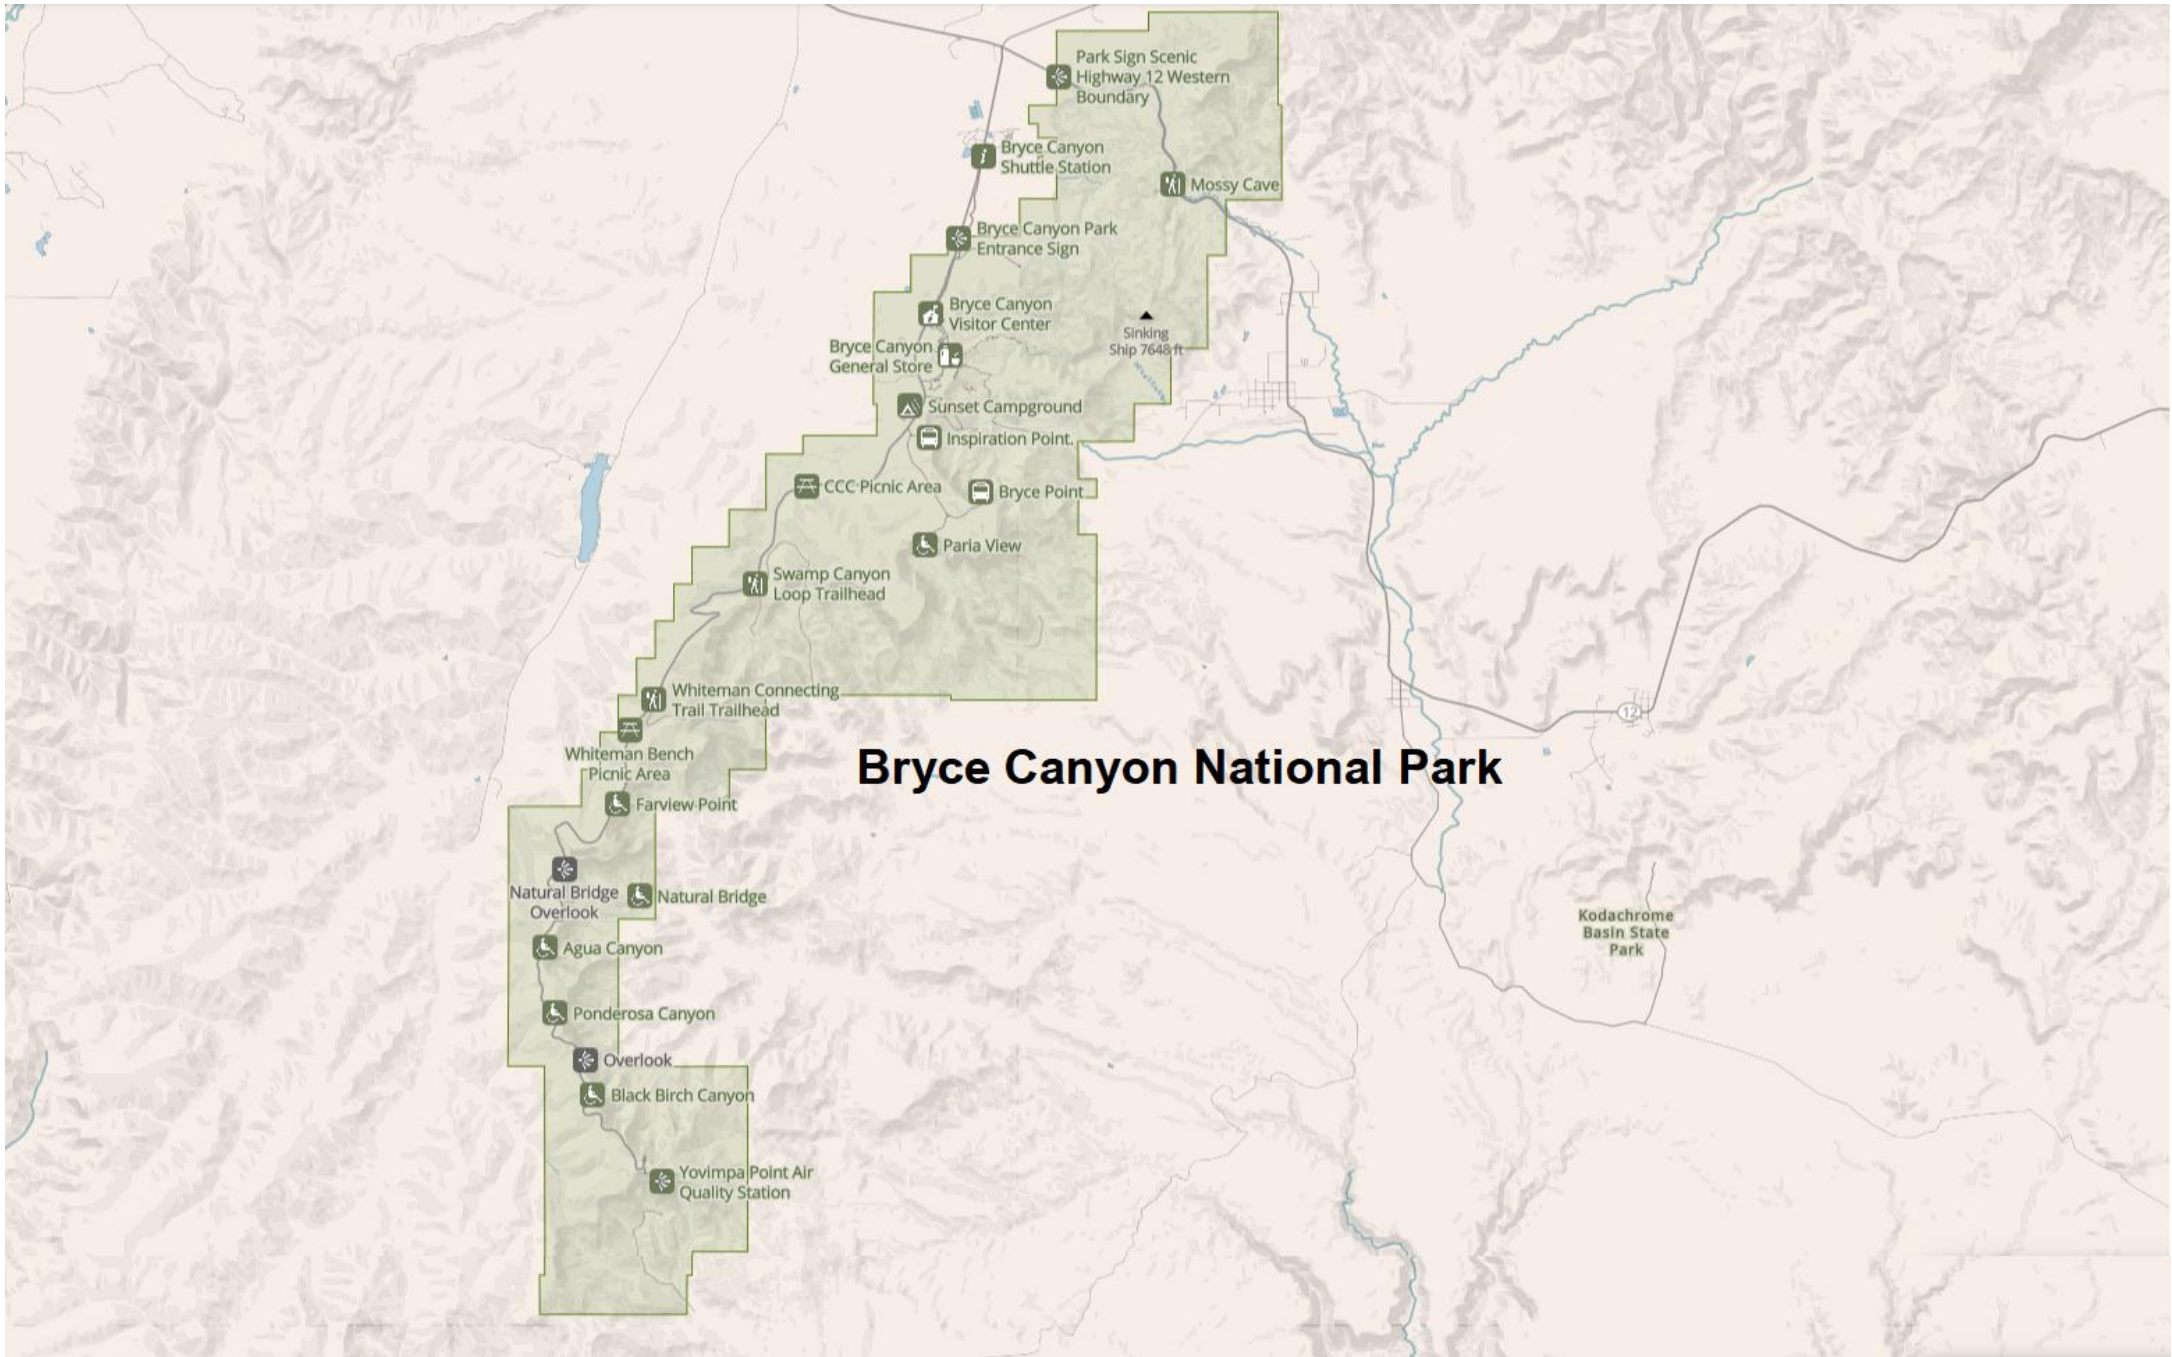 Park Sign Scenic
Highway 12 Western
Boundary
Bryce Canyon
Shuttle Station
Mossy Cave
Bryce Canyon Park
Entrance Sign
Bryce Canyon
Visitor Center
Sinking
Ship 7648 ft
Bryce Canyon
General Store
Sunset Campground
Inspiration Point.
CCC Picnic Area
Bryce Point
Paria View
Swamp Canyon
Loop Trailhead
Whiteman Connecting
Trail Trailhead
12
Whiteman Bench
Picnic Area
Bryce Canyon National Park
Farview Point
Natural Bridge
Overlook
Natural Bridge
Kodachrome
Basin State
Park
Agua Canyon
Ponderosa Canyon
Overlook
Black Birch Canyon
Yovimpa Point Air
Quality Station